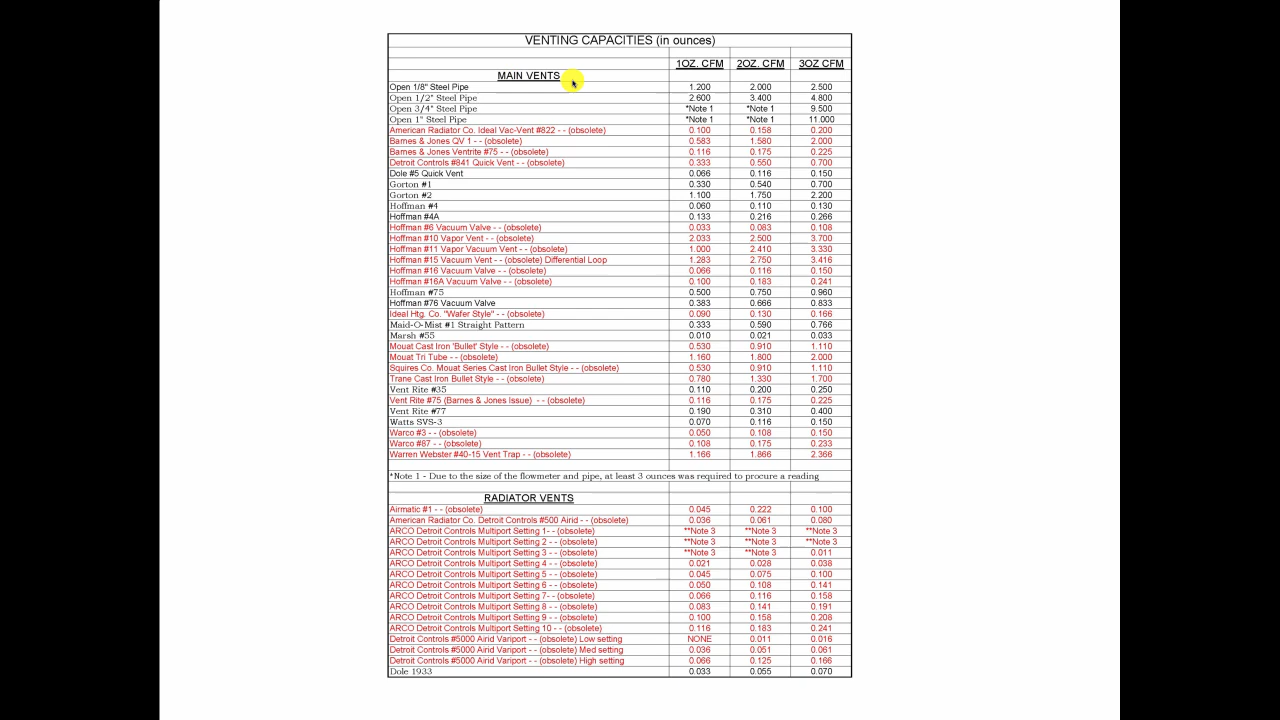 VENTING CAPACITIES (in ounces)
1OZ. CFM 2OZ. CFM 3OZ CFM
MAIN VENTS
Open 1/8" Steel Pipe 1.200 2.000 2.500
Open 1/2" Steel Pipe 2.600 3.400 4.800
Open 3/4" Steel Pipe *Note 1 *Note 1 9.500
Open 1" Steel Pipe *Note 1 *Note 1 11.000
American Radiator Co. Ideal Vac-Vent #822 - - (obsolete) 0.100 0.158 0.200
Barnes & Jones QV 1 - - (obsolete) 0.583 1.580 2.000
Barnes & Jones Ventrite #75 - - (obsolete) 0.116 0.175 0.225
Detroit Controls #841 Quick Vent - - (obsolete) 0.333 0.550 0.700
Dole #5 Quick Vent 0.066 0.116 0.150
Gorton #1 0.330 0.540 0.700
Gorton #2 1.100 1.750 2.200
Hoffman #4 0.060 0.110 0.130
Hoffman #4A 0.133 0.216 0.266
Hoffman #6 Vacuum Valve - - (obsolete) 0.033 0.083 0.108
Hoffman #10 Vapor Vent - - (obsolete) 2.033 2.500 3.700
Hoffman #11 Vapor Vacuum Vent - - (obsolete) 1.000 2.410 3.330
Hoffman #15 Vacuum Vent - - (obsolete) Differential Loop 1.283 2.750 3.416
Hoffman #16 Vacuum Valve - - (obsolete) 0.066 0.116 0.150
Hoffman #16A Vacuum Valve - - (obsolete) 0.100 0.183 0.241
Hoffman #75 0.500 0.750 0.960
Hoffman #76 Vacuum Valve 0.383 0.666 0.833
Ideal Htg. Co. "Wafer Style" - - (obsolete) 0.090 0.130 0.166
Maid-O-Mist #1 Straight Pattern 0.333 0.590 0.766
Marsh #55 0.010 0.021 0.033
Mouat Cast Iron 'Bullet' Style - - (obsolete) 0.530 0.910 1.110
Mouat Tri Tube - - (obsolete) 1.160 1.800 2.000
Squires Co. Mouat Series Cast Iron Bullet Style - - (obsolete) 0.530 0.910 1.110
Trane Cast Iron Bullet Style - - (obsolete) 0.780 1.330 1.700
Vent Rite #35 0.110 0.200 0.250
Vent Rite #75 (Barnes & Jones Issue) - - (obsolete) 0.116 0.175 0.225
Vent Rite #77 0.190 0.310 0.400
Watts SVS-3 0.070 0.116 0.150
Warco #3 - - (obsolete) 0.050 0.108 0.150
Warco #87 - - (obsolete) 0.108 0.175 0.233
Warren Webster #40-15 Vent Trap - - (obsolete) 1.166 1.866 2.366
*Note 1 - Due to the size of the flowmeter and pipe, at least 3 ounces was required to procure a reading
RADIATOR VENTS
Airmatic #1 - - (obsolete) 0.045 0.222 0.100
American Radiator Co. Detroit Controls #500 Airid - - (obsolete) 0.036 0.061 0.080
ARCO Detroit Controls Multiport Setting 1- - (obsolete) **Note 3 **Note 3 **Note 3
ARCO Detroit Controls Multiport Setting 2 - - (obsolete) **Note 3 **Note 3 **Note 3
ARCO Detroit Controls Multiport Setting 3 - - (obsolete) **Note 3 **Note 3 0.011
ARCO Detroit Controls Multiport Setting 4 - - (obsolete) 0.021 0.028 0.038
ARCO Detroit Controls Multiport Setting 5 - - (obsolete) 0.045 0.075 0.100
ARCO Detroit Controls Multiport Setting 6 - - (obsolete) 0.050 0.108 0.141
ARCO Detroit Controls Multiport Setting 7- - (obsolete) 0.066 0.116 0.158
ARCO Detroit Controls Multiport Setting 8 - - (obsolete) 0.083 0.141 0.191
ARCO Detroit Controls Multiport Setting 9 - - (obsolete) 0.100 0.158 0.208
ARCO Detroit Controls Multiport Setting 10 - - (obsolete) 0.116 0.183 0.241
Detroit Controls #5000 Airid Variport - - (obsolete) Low setting NONE 0.011 0.016
Detroit Controls #5000 Airid Variport - - (obsolete) Med setting 0.036 0.051 0.061
Detroit Controls #5000 Airid Variport - - (obsolete) High setting 0.066 0.125 0.166
Dole 1933 0.033 0.055 0.070